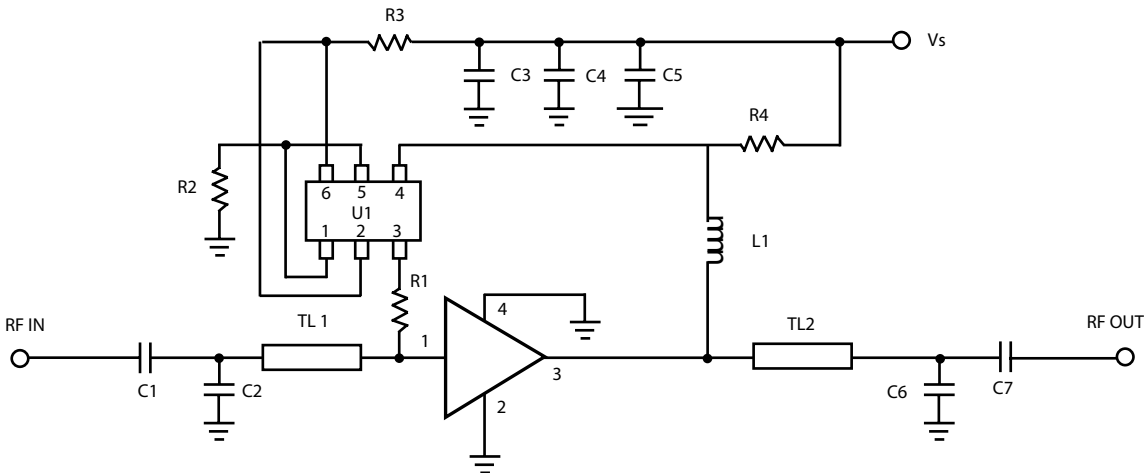 R3
Vs
C3
C4
C5
R4
R2
6 5 4
U1
1 2 3
L1
R1
4
TL 1
TL2
RF IN
RF OUT
1
3
C1
C2
2
C6
C7